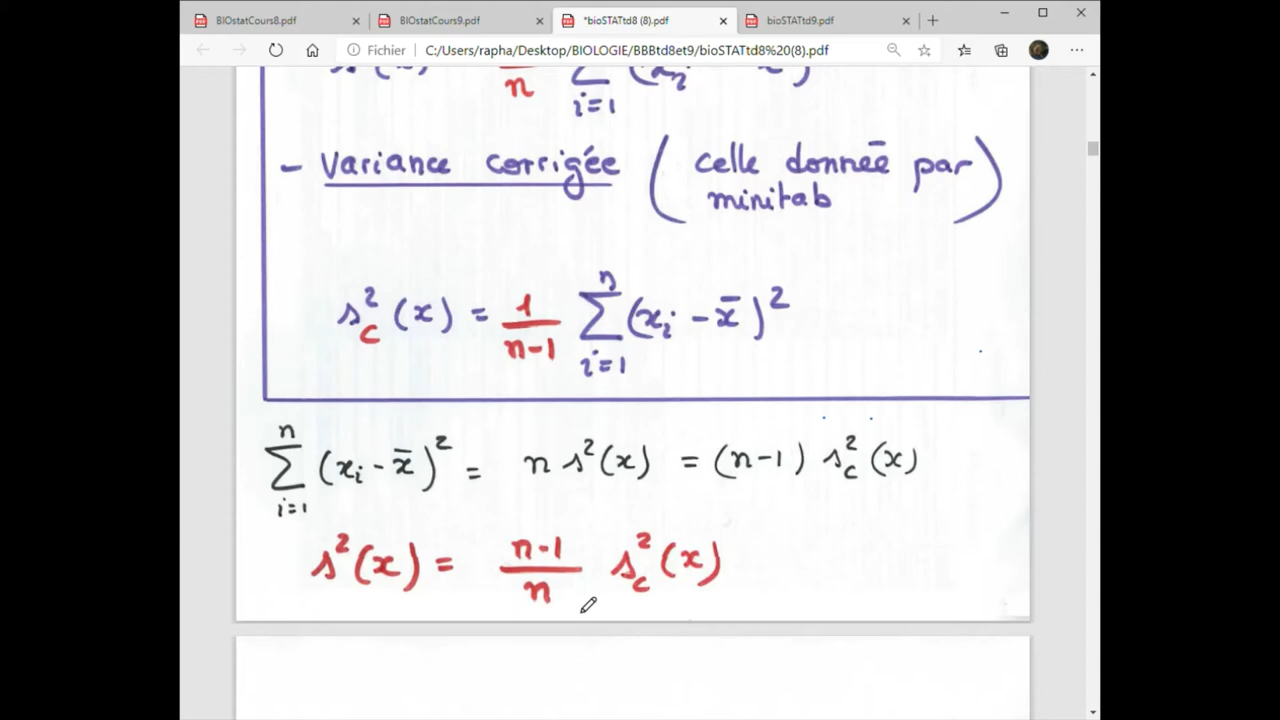 BIOstatCours8.pdf
BIOstatCours9.pdf
*bioSTATtd8 (8).pdf
bioSTATtd9.pdf
Fichier C:/Users/rapha/Desktop/BIOLOGIE/BBBtd8et9/bioSTATtd8%20(8).pdf
n i=1
- Variance corrigée (celle donnée par
minitab)
s_c^2 (x) = 1/(n-1) ∑_{i=1}^{n} (x_i - x̄)^2
∑_{i=1}^{n} (x_i - x̄)^2 = n s^2(x) = (n-1) s_c^2 (x)
s^2(x) = (n-1)/n s_c^2 (x)